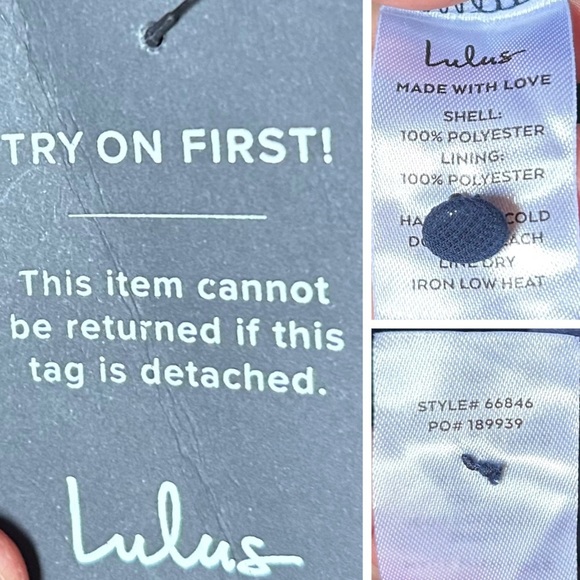 TRY ON FIRST!
This item cannot
be returned if this
tag is detached.
Lulus
Lulus
MADE WITH LOVE
SHELL:
100% POLYESTER
LINING:
100% POLYESTER
COLD
LINE DRY
IRON LOW HEAT
STYLE# 66846
PO# 189939